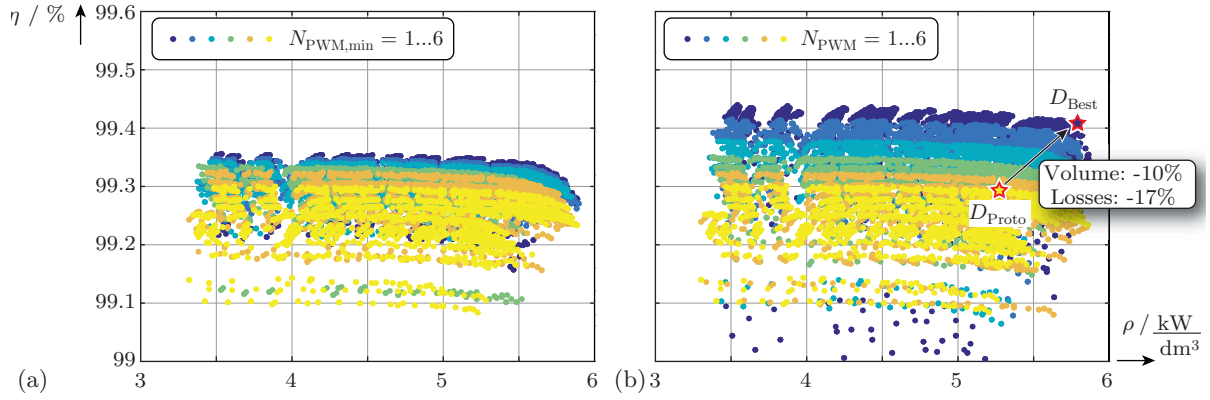 η / %
99.6
99.5
99.4
99.3
99.2
99.1
99
N_PWM,min = 1...6
3
4
5
6
(a)
N_PWM = 1...6
D_Best
Volume: -10%
Losses: -17%
D_Proto
ρ / kW
dm³
3
4
5
6
(b)